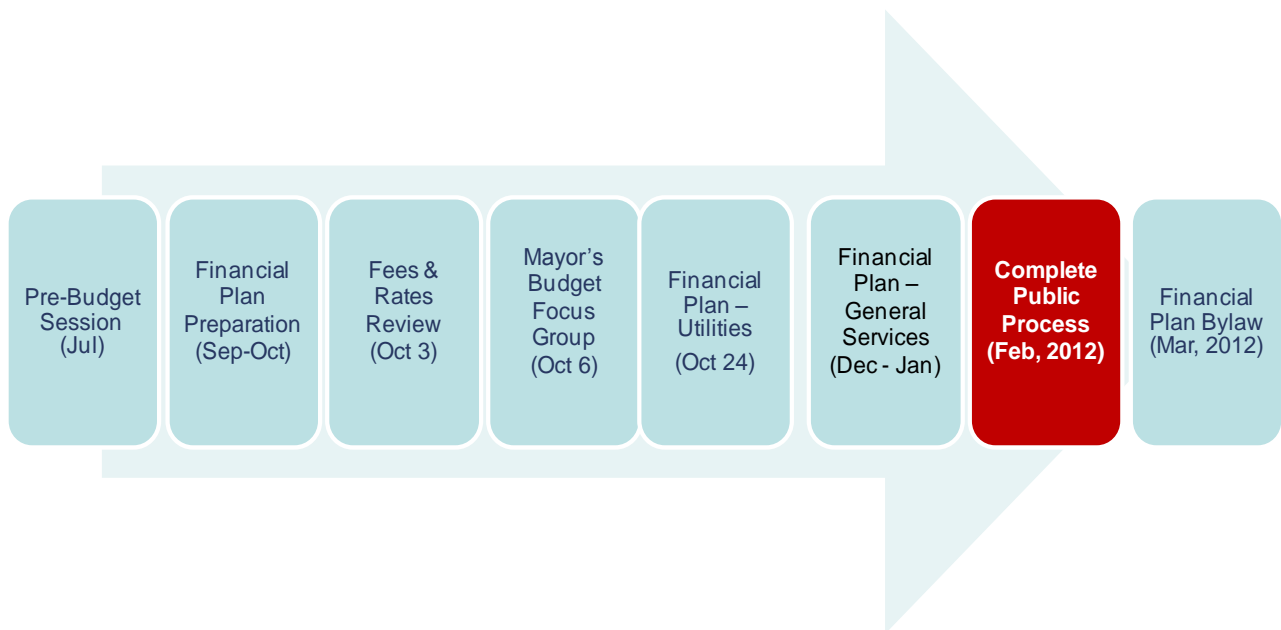 Pre-Budget
Session
(Jul)
Financial
Plan
Preparation
(Sep-Oct)
Fees &
Rates
Review
(Oct 3)
Mayor’s
Budget
Focus
Group
(Oct 6)
Financial
Plan –
Utilities
(Oct 24)
Financial
Plan –
General
Services
(Dec - Jan)
Complete
Public
Process
(Feb, 2012)
Financial
Plan Bylaw
(Mar, 2012)